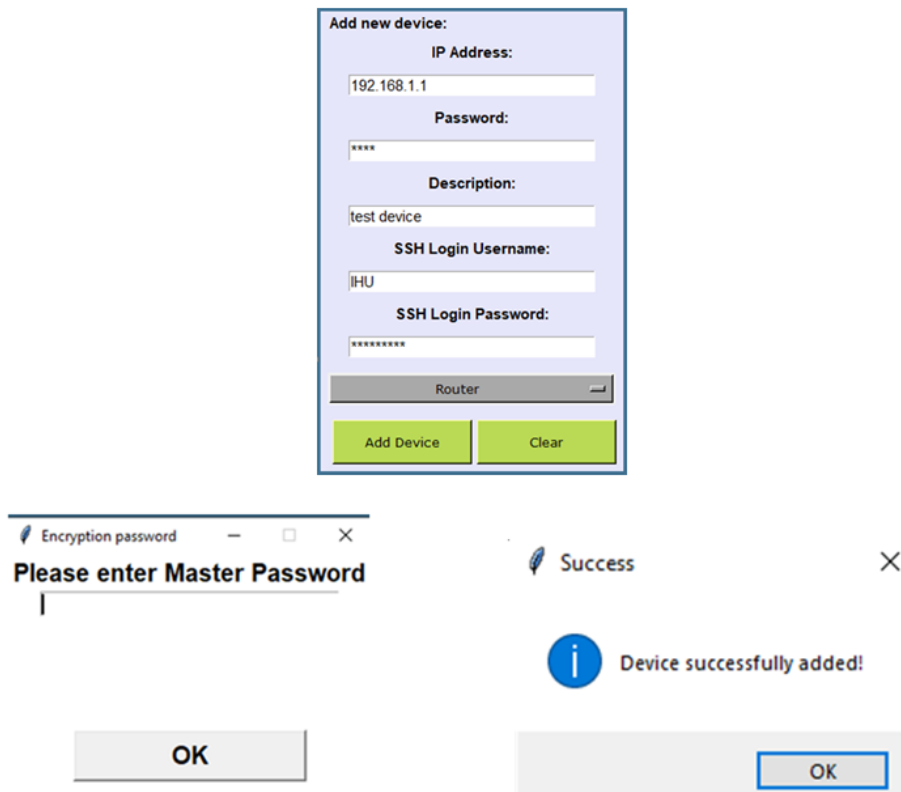 Add new device:
IP Address:
192.168.1.1
Password:
****
Description:
test device
SSH Login Username:
IHU
SSH Login Password:
*********
Router
Add Device
Clear
Encryption password
Please enter Master Password
OK
Success
Device successfully added!
OK